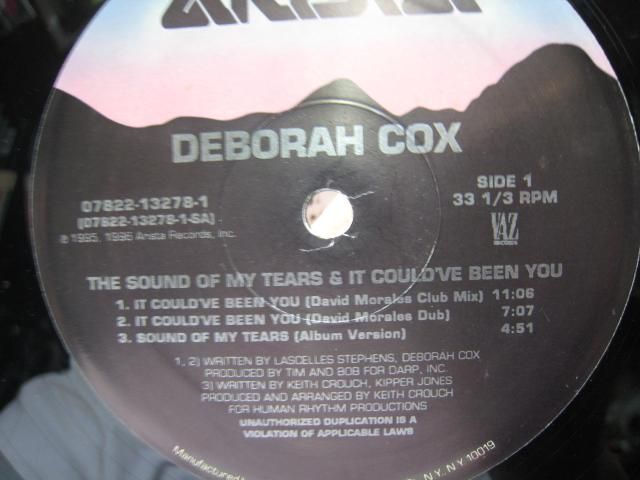 ARISTA
DEBORAH COX
07822-13278-1
(07822-13278-1-SA)
℗ 1995, 1996 Arista Records, Inc.
SIDE 1
33 1/3 RPM
VAZ
RECORDS
THE SOUND OF MY TEARS & IT COULD'VE BEEN YOU
1. IT COULD'VE BEEN YOU (David Morales Club Mix) 11:06
2. IT COULD'VE BEEN YOU (David Morales Dub) 7:07
3. SOUND OF MY TEARS (Album Version) 4:51
1, 2) WRITTEN BY LASCELLES STEPHENS, DEBORAH COX
PRODUCED BY TIM AND BOB FOR DARP, INC.
3) WRITTEN BY KEITH CROUCH, KIPPER JONES
PRODUCED AND ARRANGED BY KEITH CROUCH
FOR HUMAN RHYTHM PRODUCTIONS
UNAUTHORIZED DUPLICATION IS A
VIOLATION OF APPLICABLE LAWS
Manufactured N.Y. N.Y. 10019